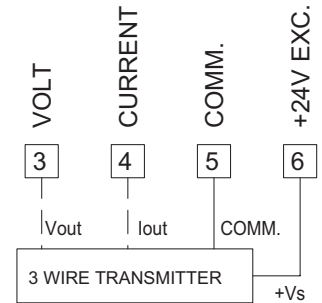 VOLT
CURRENT
COMM.
+24V EXC.
3
4
5
6
Vout
Iout
COMM.
3 WIRE TRANSMITTER
+Vs